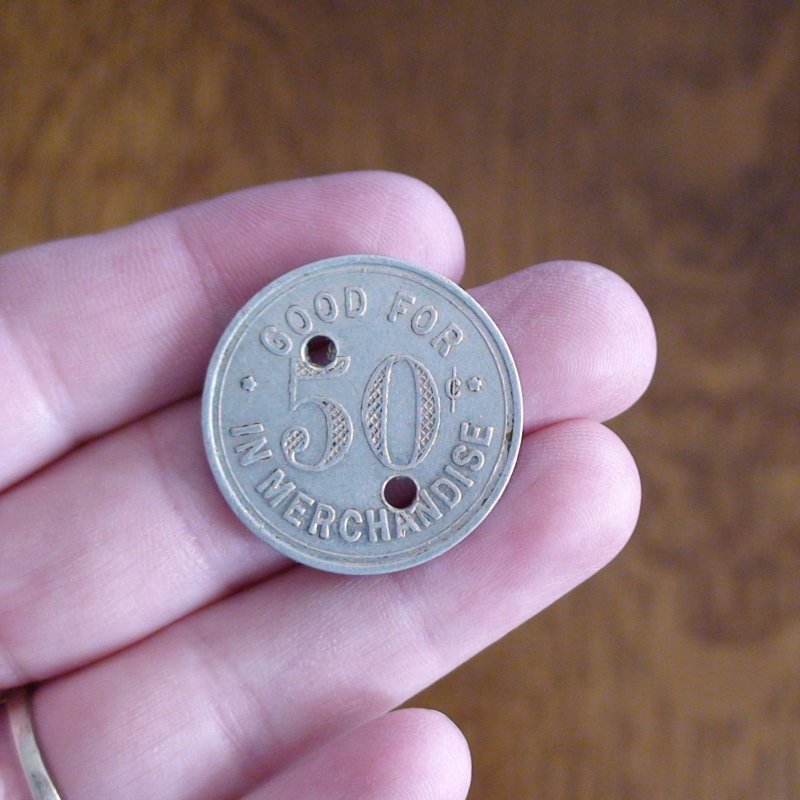 GOOD FOR
50¢
IN MERCHANDISE